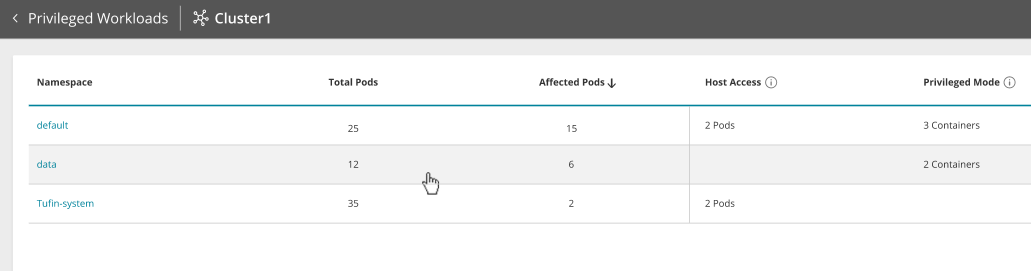 Privileged Workloads Cluster1
Namespace Total Pods Affected Pods Host Access Privileged Mode
default 25 15 2 Pods 3 Containers
data 12 6 2 Containers
Tufin-system 35 2 2 Pods